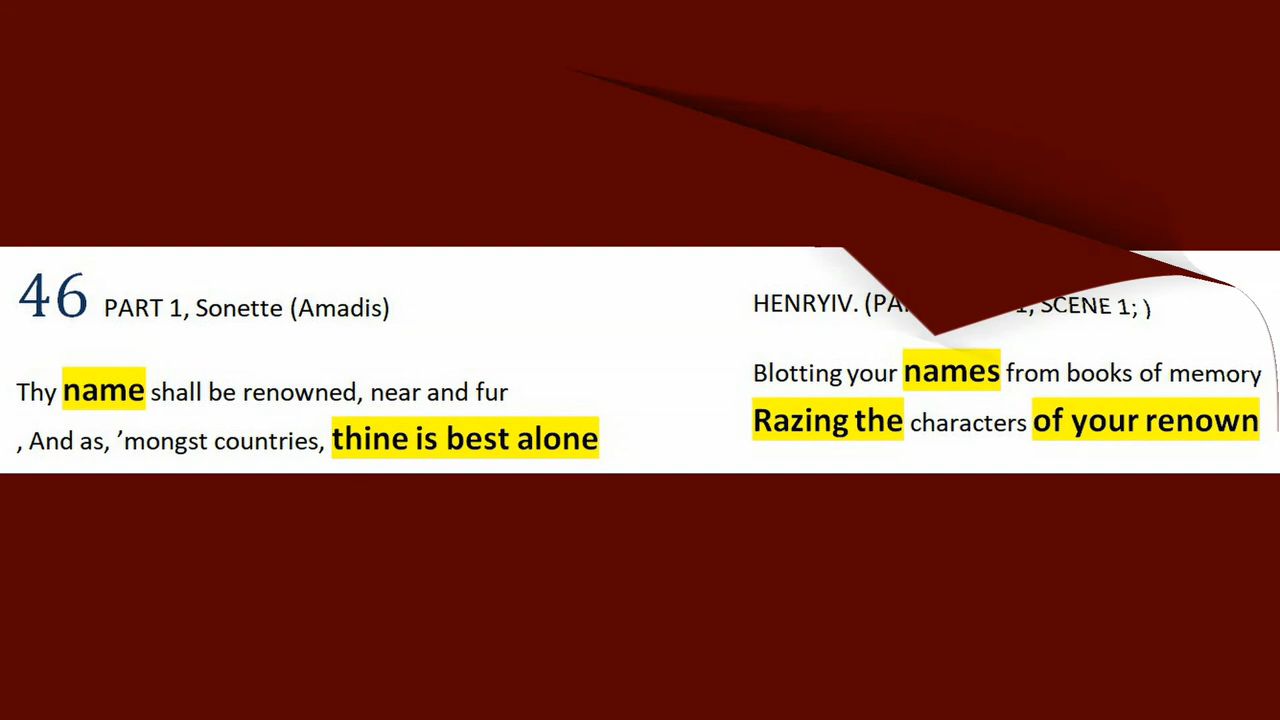 46 PART 1, Sonette (Amadis)
Thy name shall be renowned, near and fur
, And as, ’mongst countries, thine is best alone
HENRYIV. (PA 1, SCENE 1; )
Blotting your names from books of memory
Razing the characters of your renown